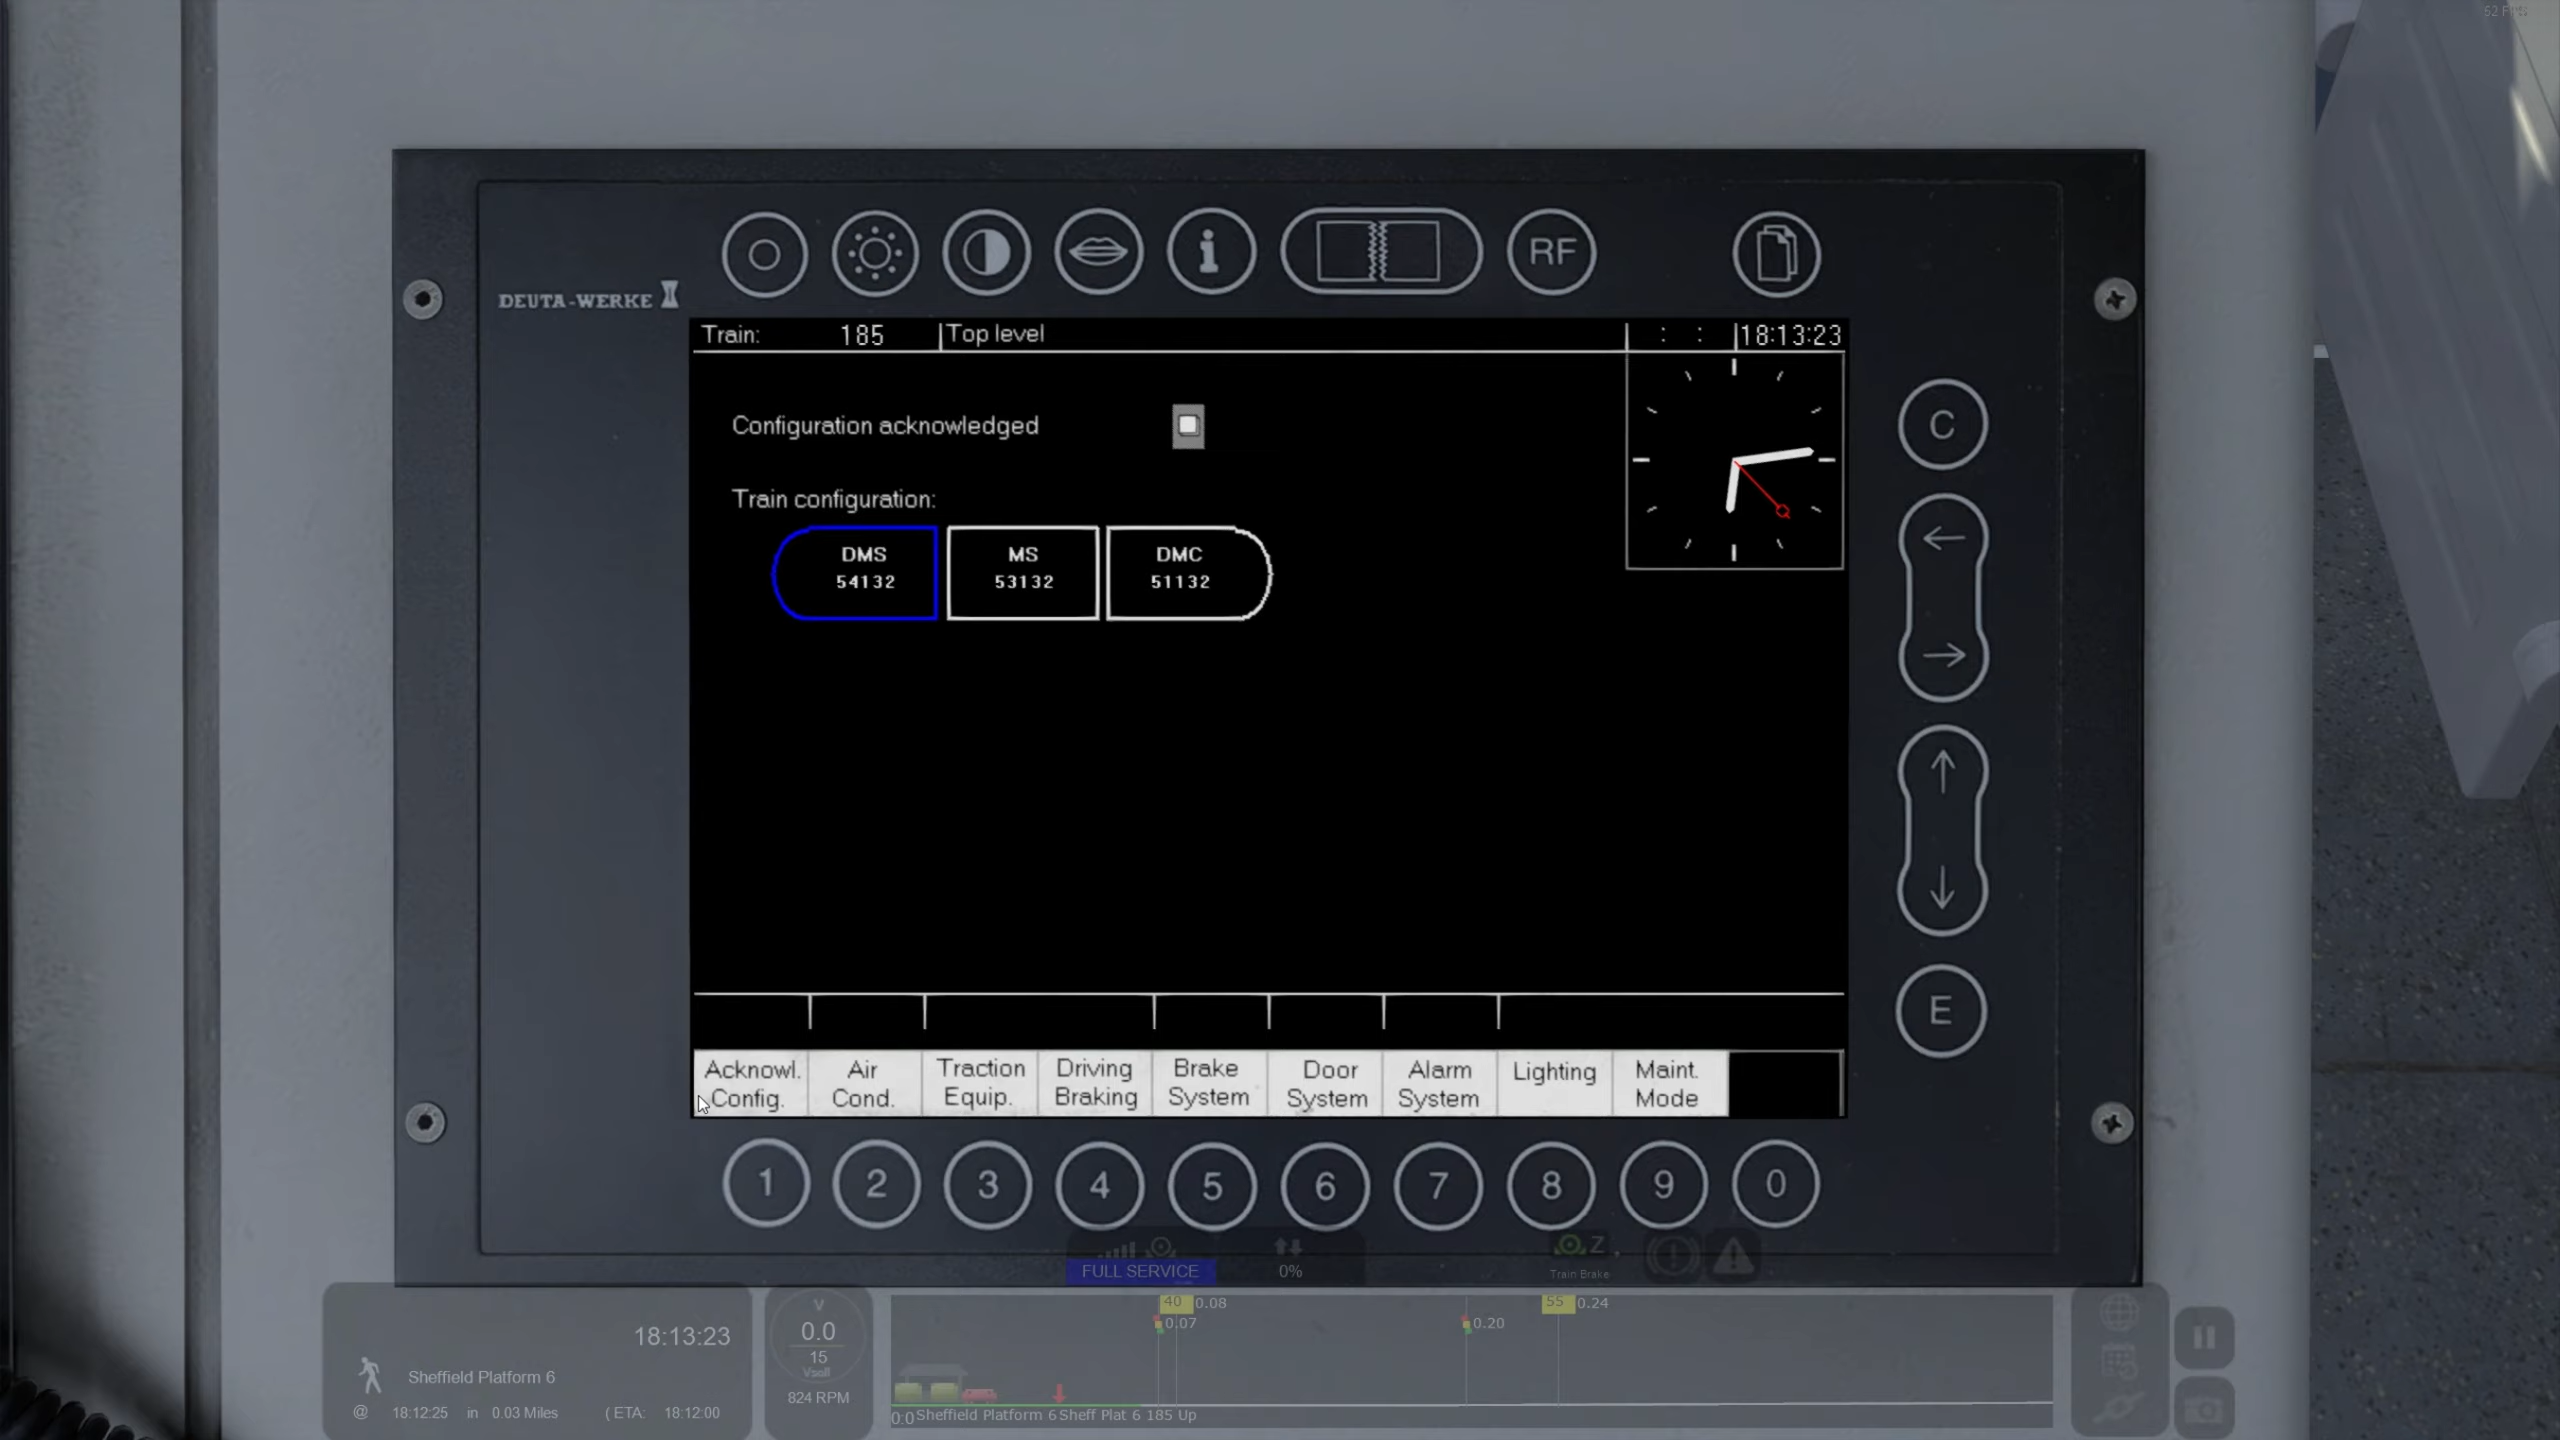 52 FPS
RF
DEUTA-WERKE
Train: 185 Top level : : 18:13:23
Configuration acknowledged
Train configuration:
DMS MS DMC
54132 53132 51132
C
E
Acknowl. Config.
Air Cond.
Traction Equip.
Driving Braking
Brake System
Door System
Alarm System
Lighting
Maint. Mode
1 2 3 4 5 6 7 8 9 0
FULL SERVICE
0%
Z
Train Brake
18:13:23
Sheffield Platform 6
@ 18:12:25 in 0.03 Miles ( ETA: 18:12:00
V
0.0
15
Vsoll
824 RPM
40 0.08
0.07
0.20
55 0.24
0.0 Sheffield Platform 6 Sheff Plat 6 185 Up